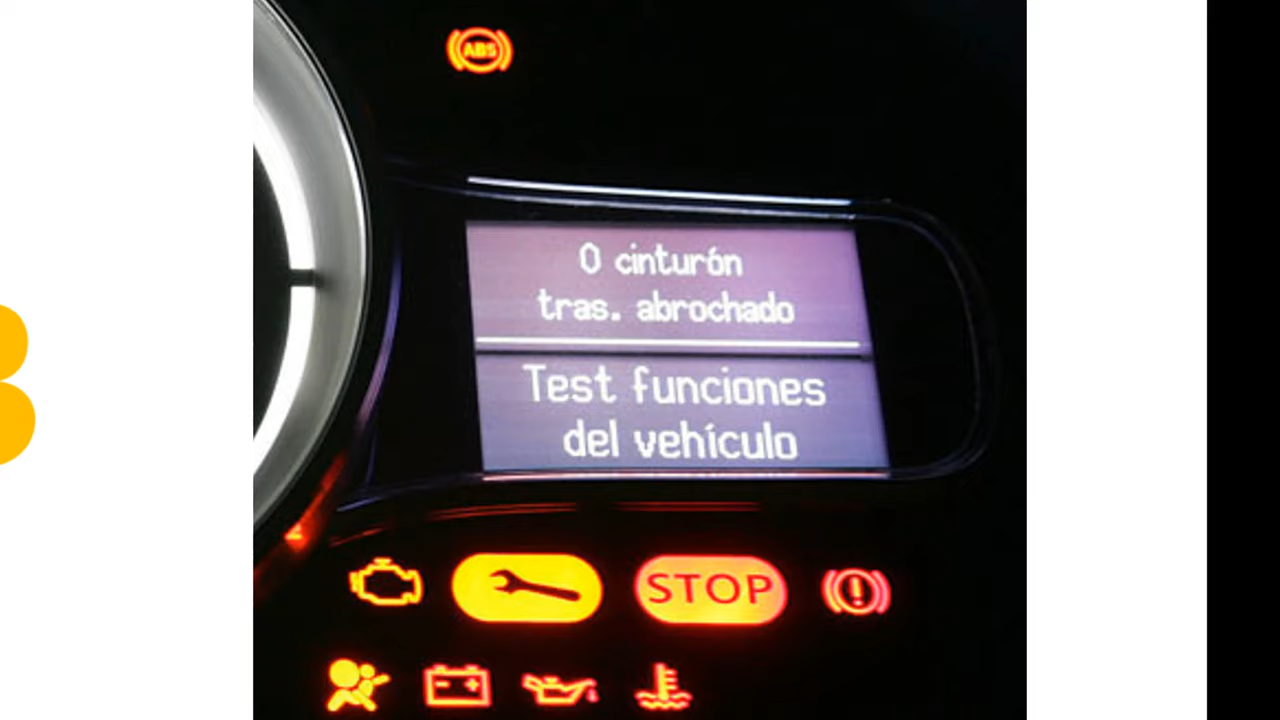 ABS
0 cinturón
tras. abrochado
Test funciones
del vehículo
STOP